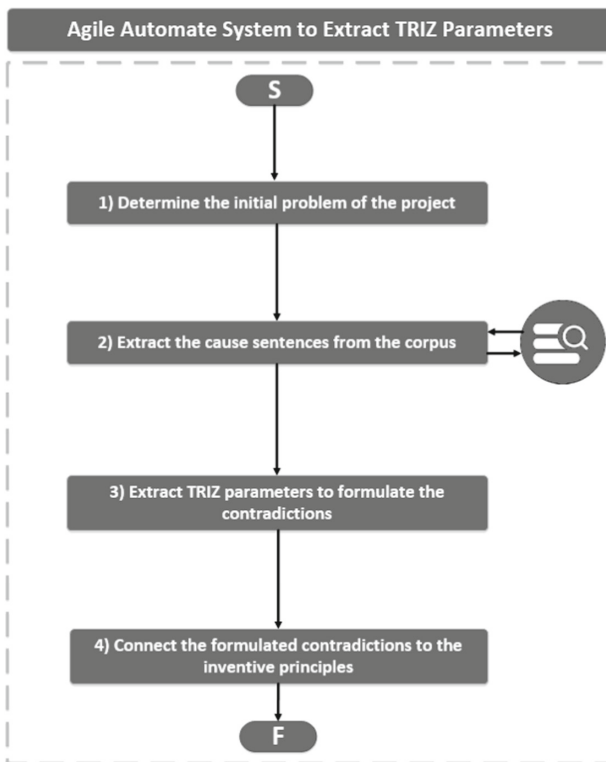 Agile Automate System to Extract TRIZ Parameters
S
1) Determine the initial problem of the project
2) Extract the cause sentences from the corpus
3) Extract TRIZ parameters to formulate the
contradictions
4) Connect the formulated contradictions to the
inventive principles
F